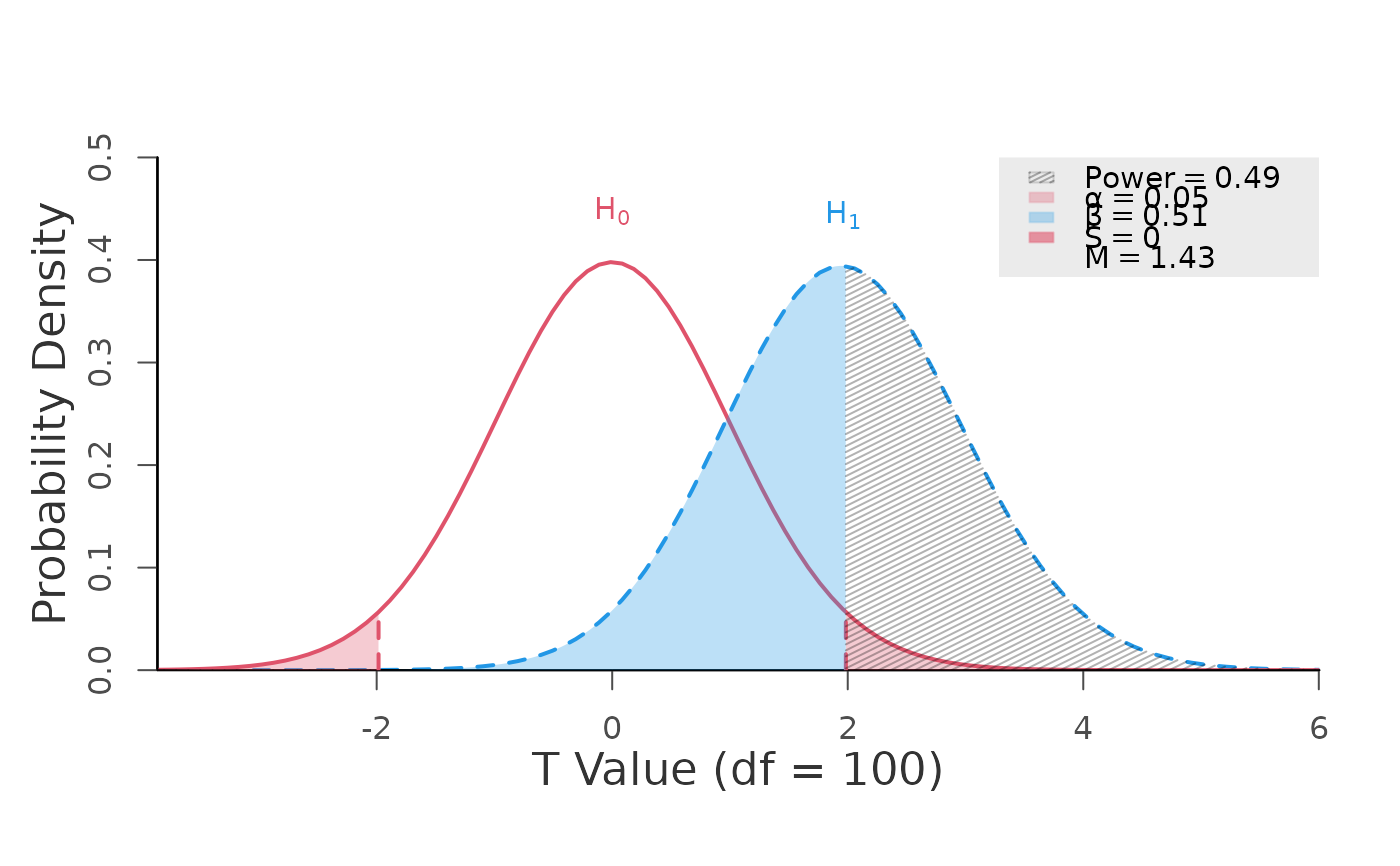 0.5
0.4
0.3
0.2
0.1
0.0
Probability Density
H₀
H₁
Power = 0.49
α = 0.05
β = 0.51
S = 0
M = 1.43
-2 0 2 4 6
T Value (df = 100)